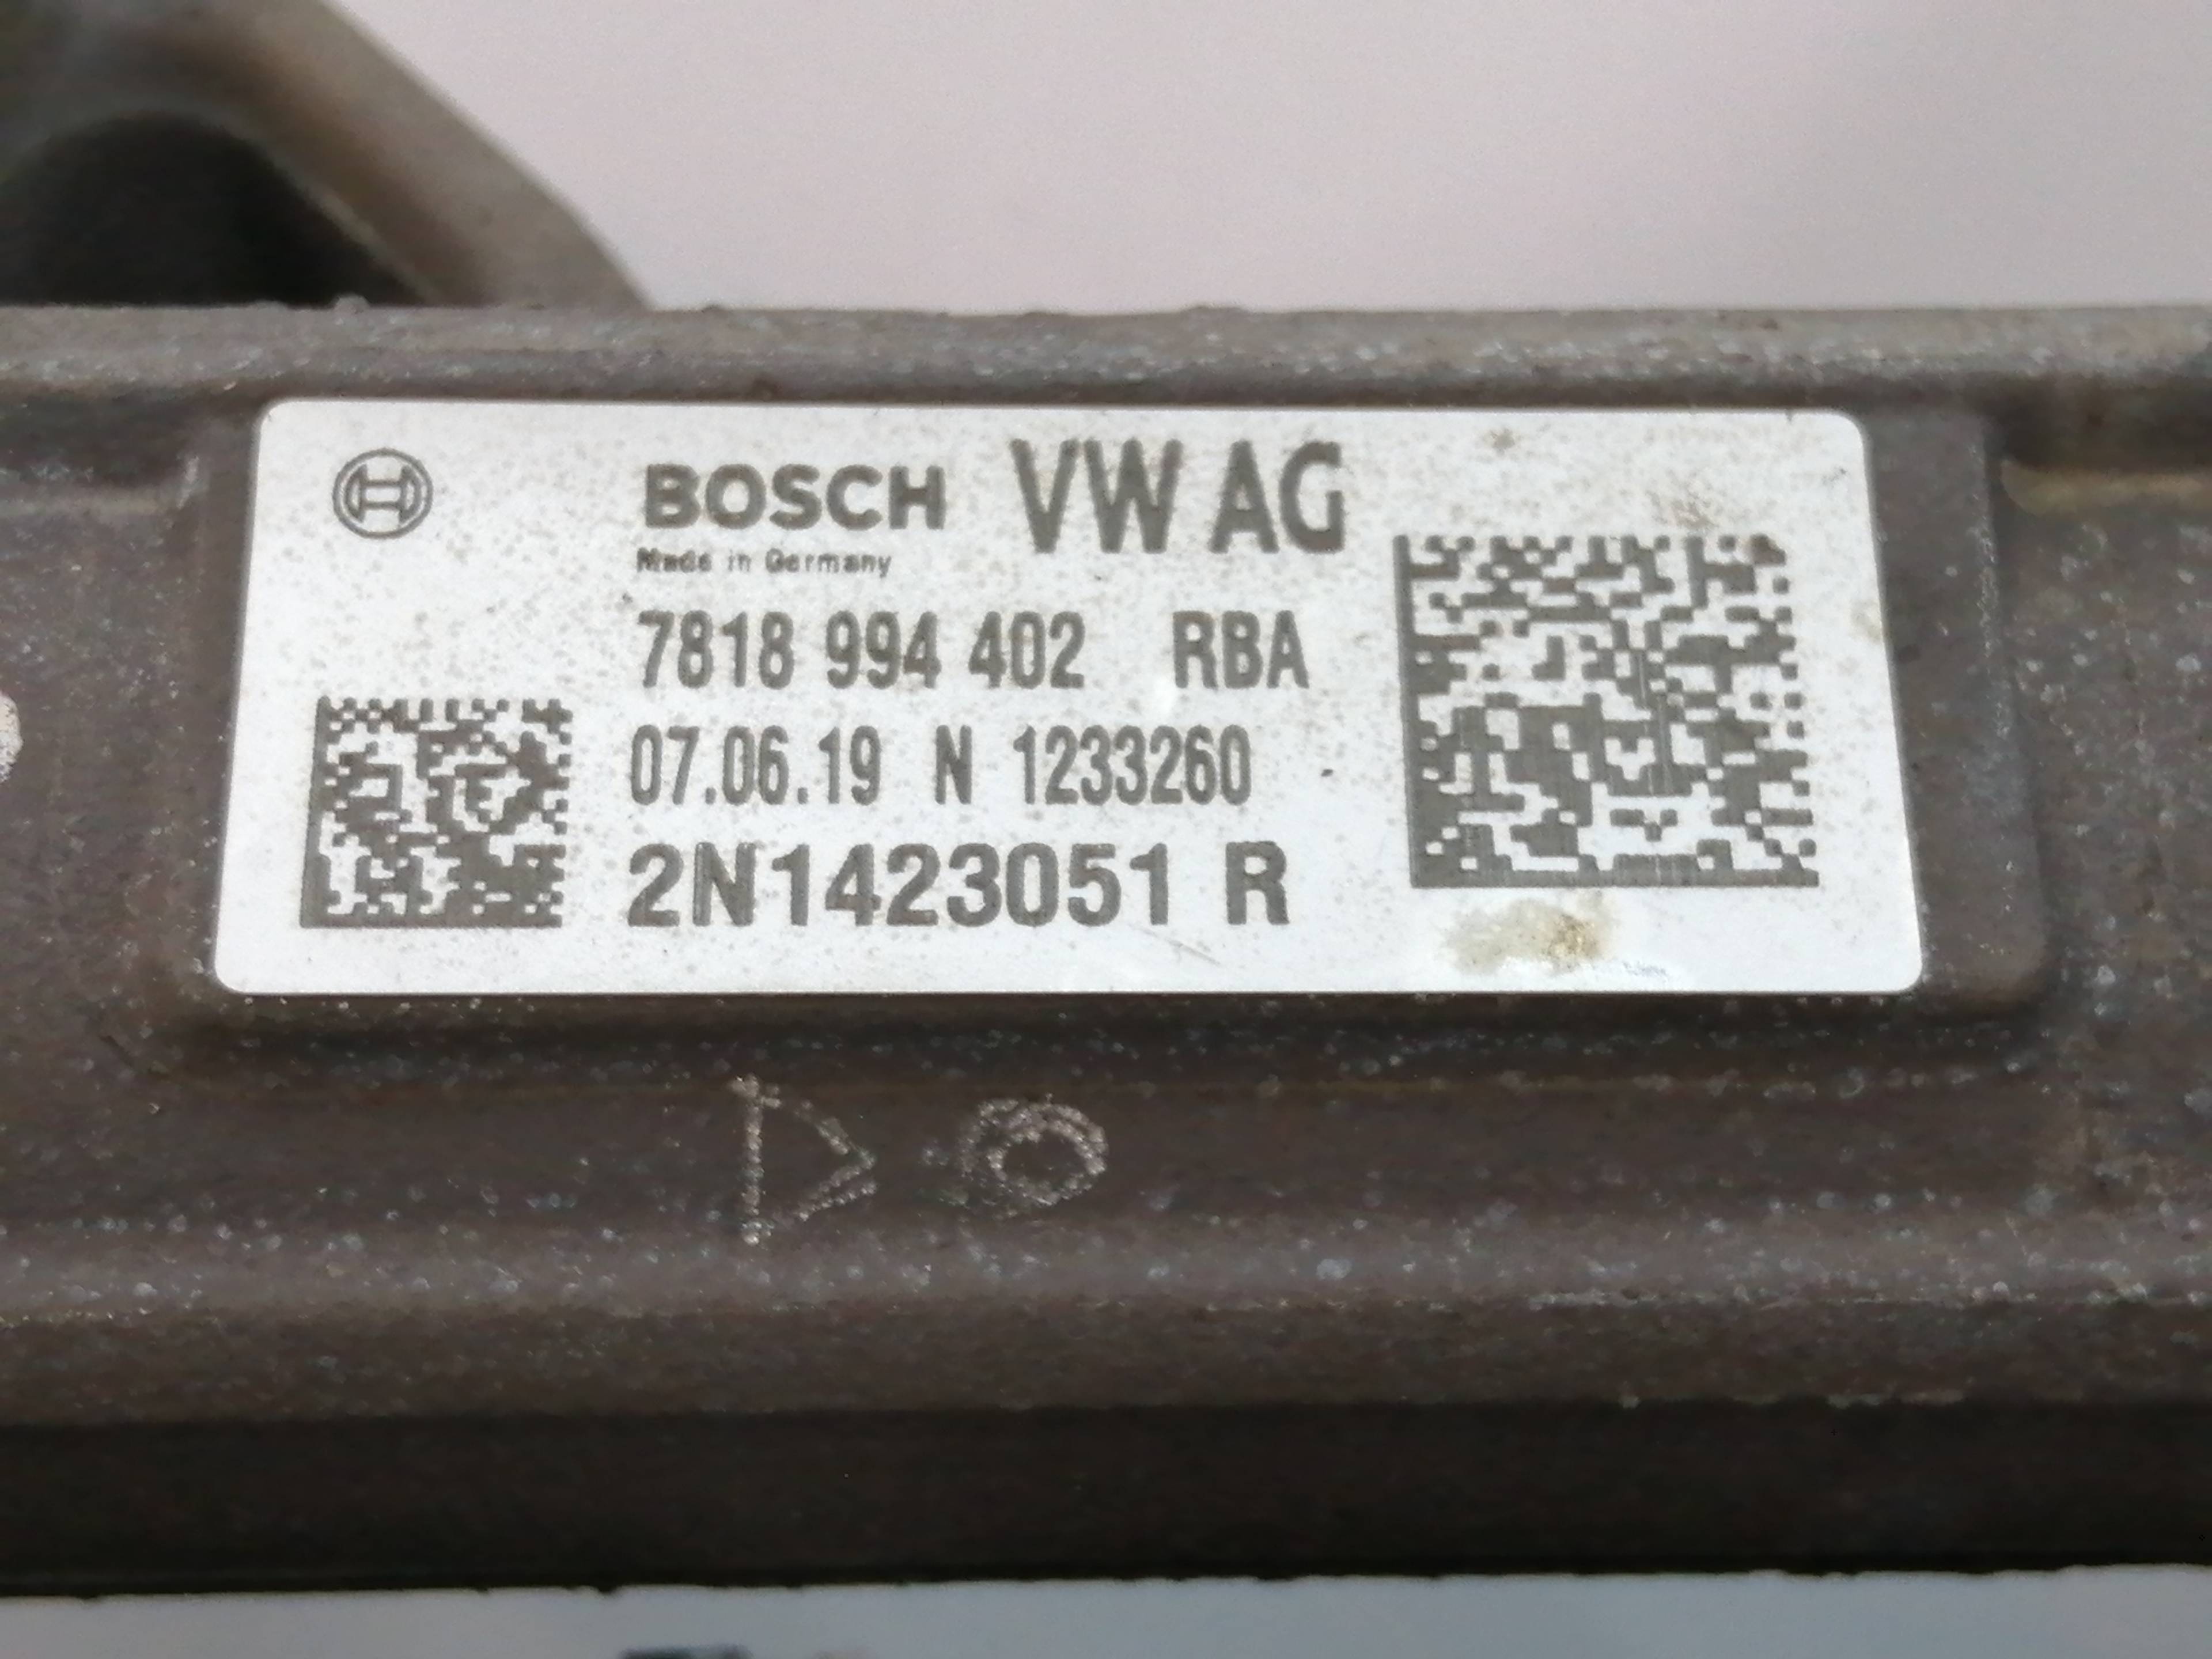 BOSCH VW AG
Made in Germany
7818 994 402 RBA
07.06.19 N 1233260
2N1423051 R